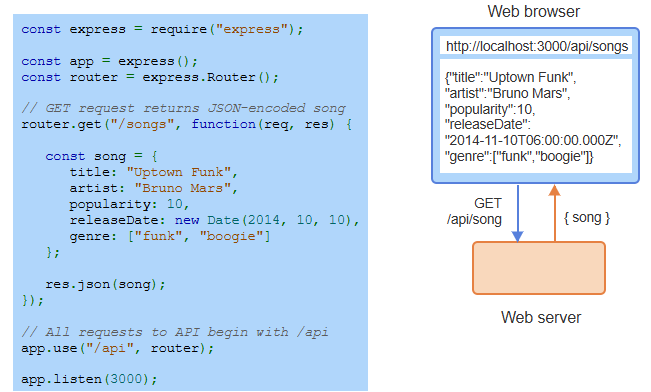 const express = require("express");
const app = express();
const router = express.Router();
// GET request returns JSON-encoded song
router.get("/songs", function(req, res) {
const song = {
title: "Uptown Funk",
artist: "Bruno Mars",
popularity: 10,
releaseDate: new Date(2014, 10, 10),
genre: ["funk", "boogie"]
};
res.json(song);
});
// All requests to API begin with /api
app.use("/api", router);
app.listen(3000);
Web browser
http://localhost:3000/api/songs
{"title":"Uptown Funk",
"artist":"Bruno Mars",
"popularity":10,
"releaseDate":
"2014-11-10T06:00:00.000Z",
"genre":["funk","boogie"]}
GET
/api/song
{ song }
Web server